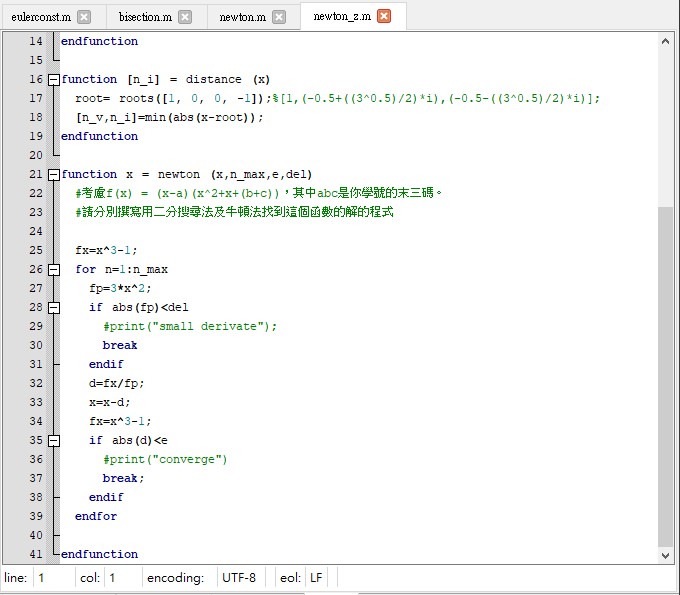 eulerconst.m bisection.m newton.m newton_z.m
14 endfunction
15
16 function [n_i] = distance (x)
17 root= roots([1, 0, 0, -1]);%[1,(-0.5+((3^0.5)/2)*i),(-0.5-((3^0.5)/2)*i)];
18 [n_v,n_i]=min(abs(x-root));
19 endfunction
20
21 function x = newton (x,n_max,e,del)
22 #考慮f(x) = (x-a)(x^2+x+(b+c))，其中abc是你學號的末三碼。
23 #請分別撰寫用二分搜尋法及牛頓法找到這個函數的解的程式
24
25 fx=x^3-1;
26 for n=1:n_max
27 fp=3*x^2;
28 if abs(fp)<del
29 #print("small derivate");
30 break
31 endif
32 d=fx/fp;
33 x=x-d;
34 fx=x^3-1;
35 if abs(d)<e
36 #print("converge")
37 break;
38 endif
39 endfor
40
41 endfunction
line: 1 col: 1 encoding: UTF-8 eol: LF